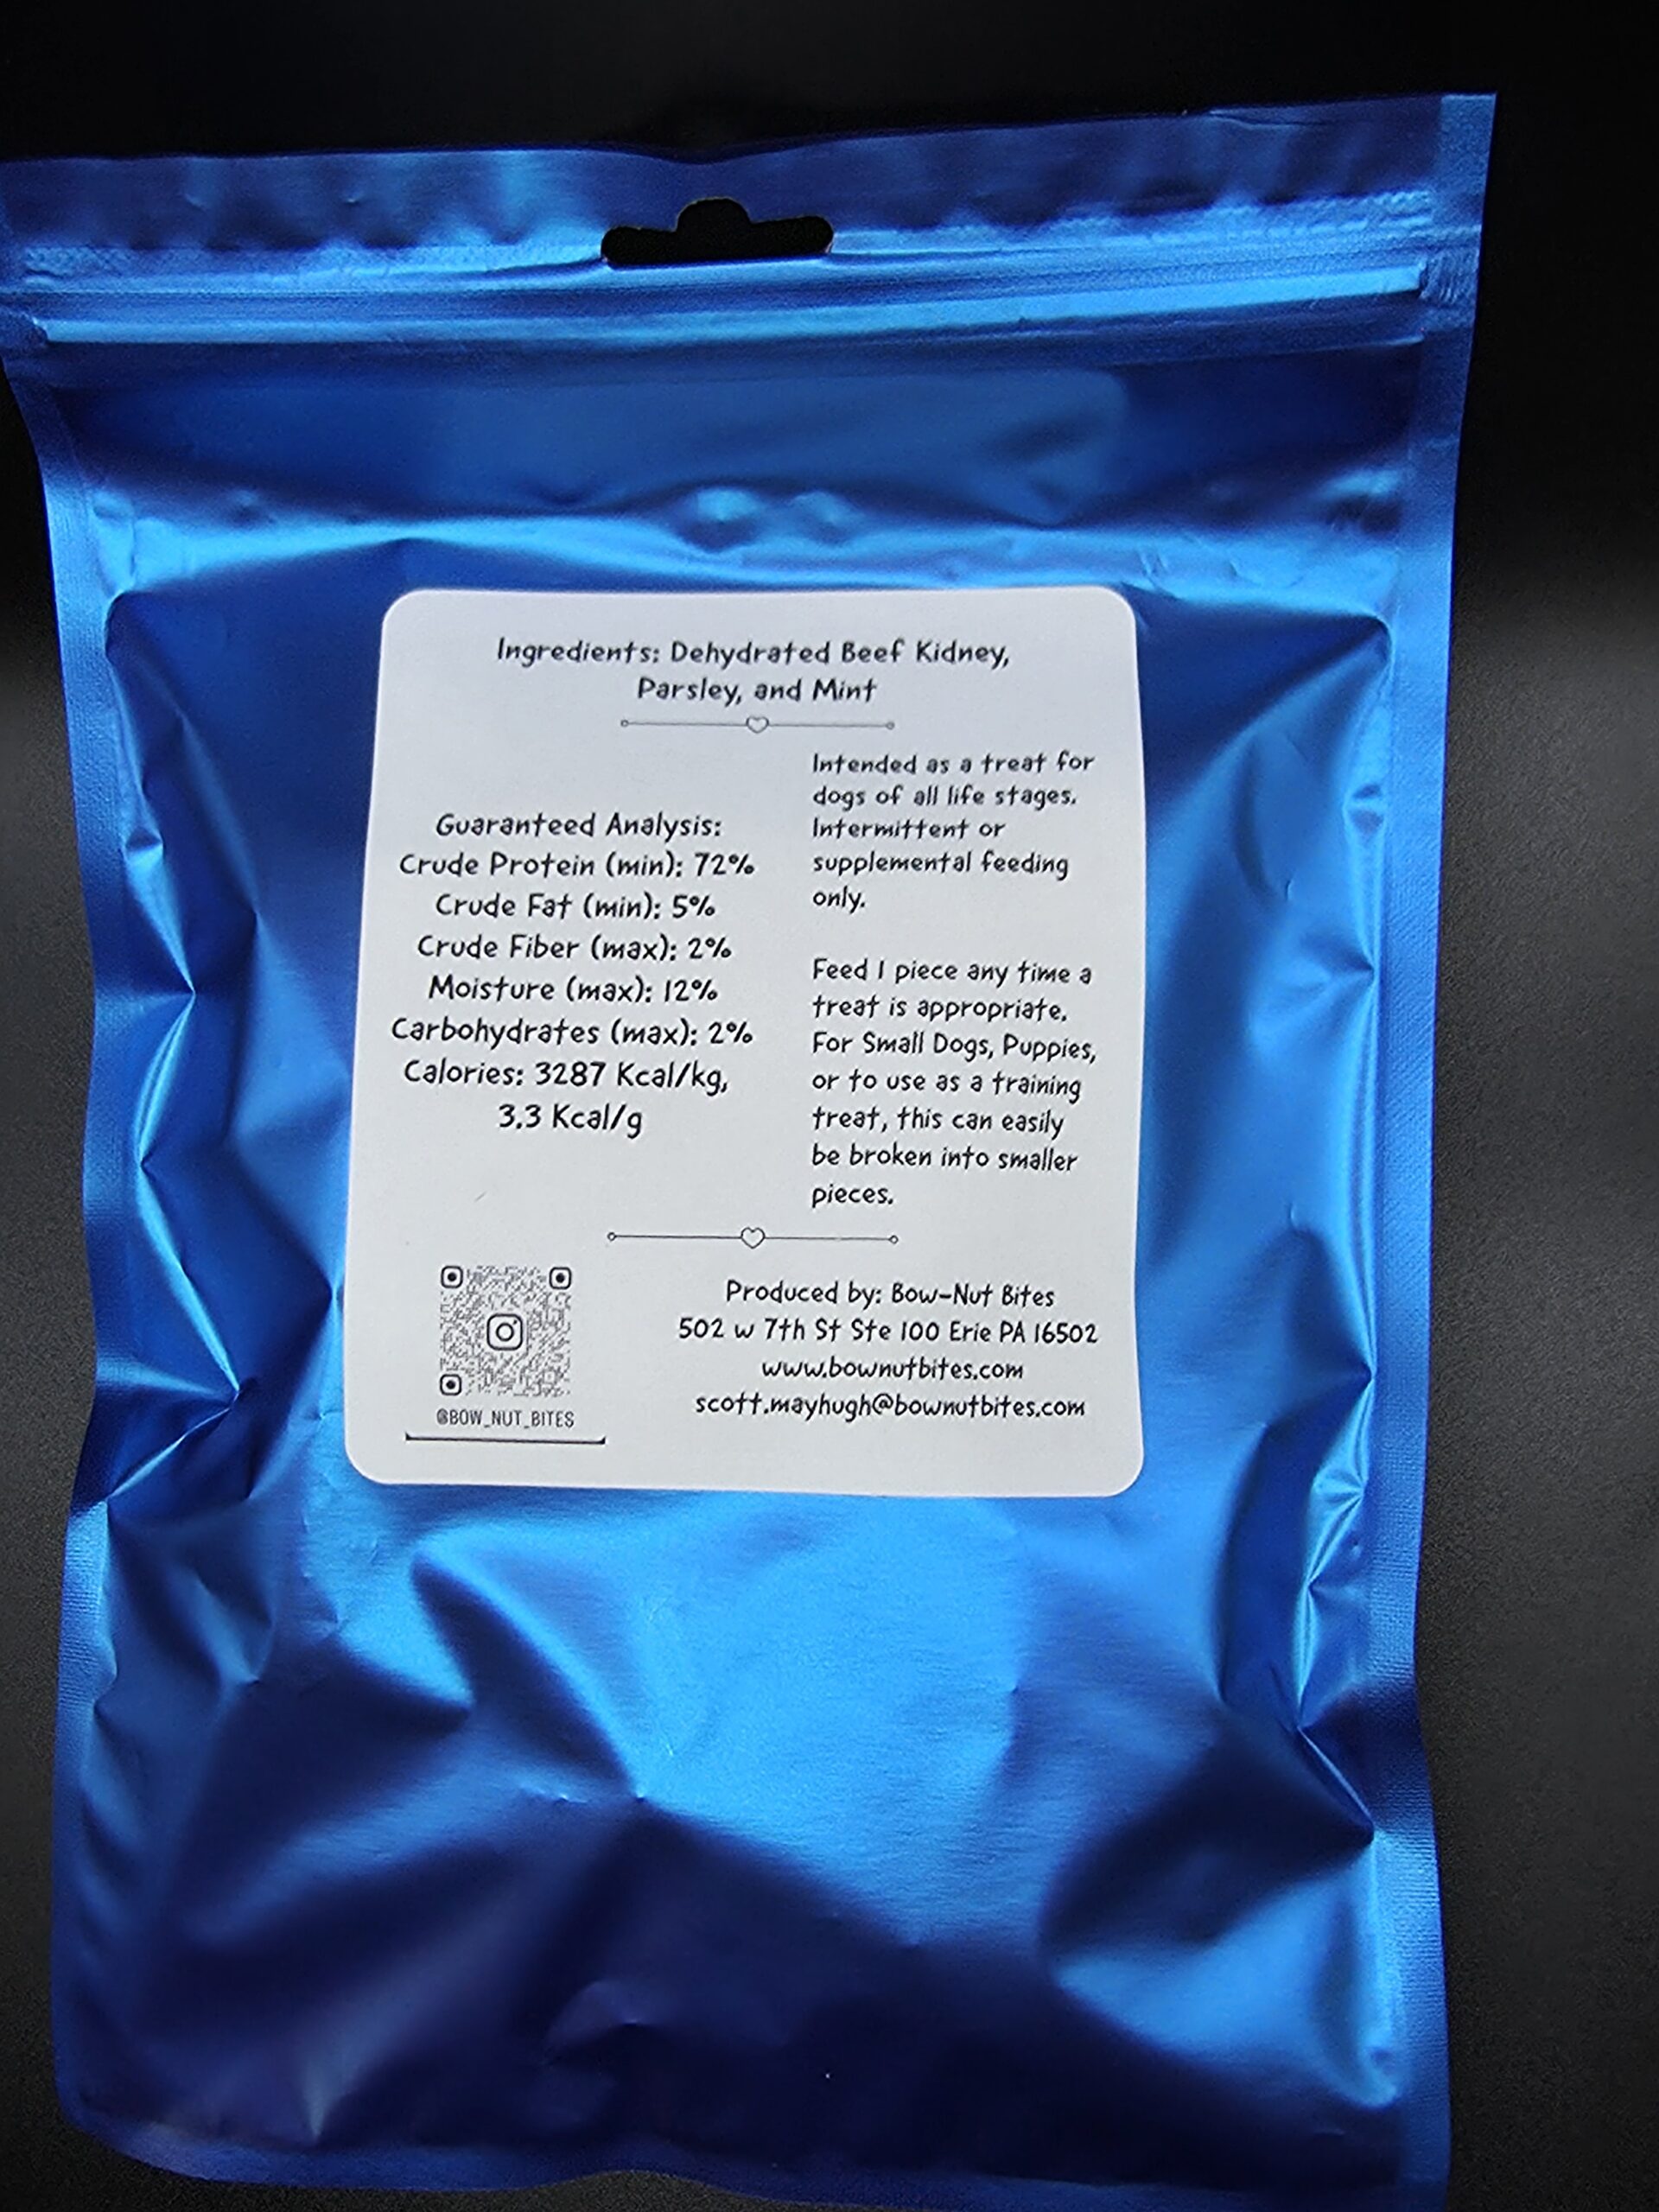 Ingredients: Dehydrated Beef Kidney,
Parsley, and Mint
Guaranteed Analysis:
Crude Protein (min): 72%
Crude Fat (min): 5%
Crude Fiber (max): 2%
Moisture (max): 12%
Carbohydrates (max): 2%
Calories: 3287 Kcal/kg,
3.3 Kcal/g
Intended as a treat for
dogs of all life stages.
Intermittent or
supplemental feeding
only.
Feed 1 piece any time a
treat is appropriate.
For Small Dogs, Puppies,
or to use as a training
treat, this can easily
be broken into smaller
pieces.
@BOW_NUT_BITES
Produced by: Bow-Nut Bites
502 w 7th St Ste 100 Erie PA 16502
www.bownutbites.com
scott.mayhugh@bownutbites.com